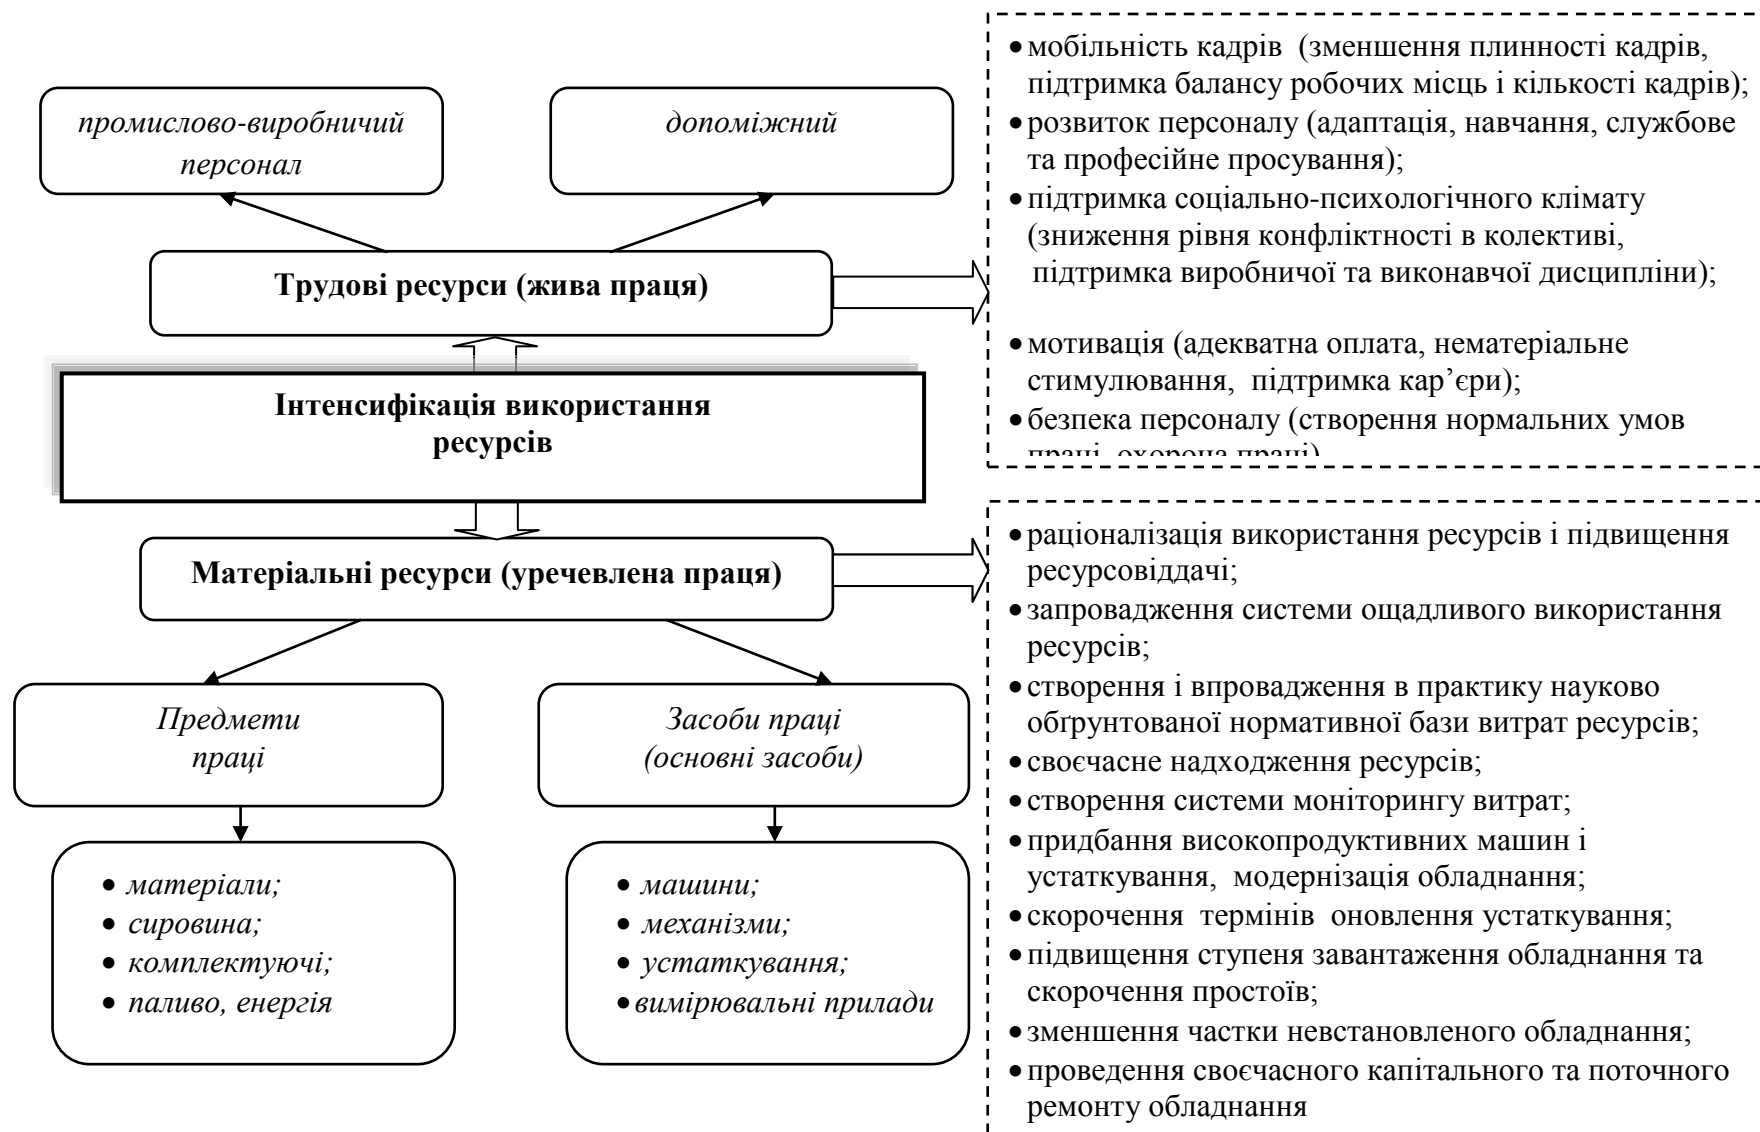 промислово-виробничий
персонал
допоміжний
Трудові ресурси (жива праця)
Інтенсифікація використання
ресурсів
Матеріальні ресурси (уречевлена праця)
Предмети
праці
Засоби праці
(основні засоби)
• матеріали;
• сировина;
• комплектуючі;
• паливо, енергія
• машини;
• механізми;
• устаткування;
• вимірювальні прилади
• мобільність кадрів (зменшення плинності кадрів,
підтримка балансу робочих місць і кількості кадрів);
• розвиток персоналу (адаптація, навчання, службове
та професійне просування);
• підтримка соціально-психологічного клімату
(зниження рівня конфліктності в колективі,
підтримка виробничої та виконавчої дисципліни);
• мотивація (адекватна оплата, нематеріальне
стимулювання, підтримка кар’єри);
• безпека персоналу (створення нормальних умов
праці, охорона праці)
• раціоналізація використання ресурсів і підвищення
ресурсовіддачі;
• запровадження системи ощадливого використання
ресурсів;
• створення і впровадження в практику науково
обґрунтованої нормативної бази витрат ресурсів;
• своєчасне надходження ресурсів;
• створення системи моніторингу витрат;
• придбання високопродуктивних машин і
устаткування, модернізація обладнання;
• скорочення термінів оновлення устаткування;
• підвищення ступеня завантаження обладнання та
скорочення простоїв;
• зменшення частки невстановленого обладнання;
• проведення своєчасного капітального та поточного
ремонту обладнання